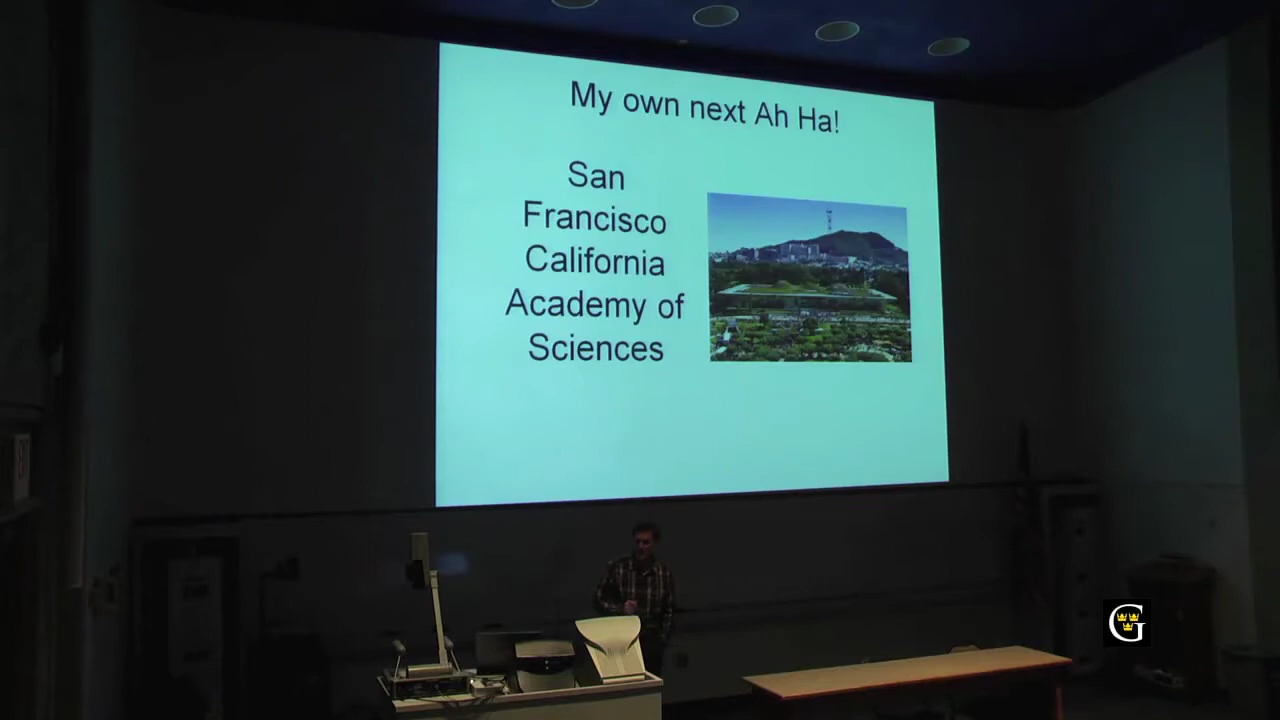 My own next Ah Ha!
San
Francisco
California
Academy of
Sciences
G